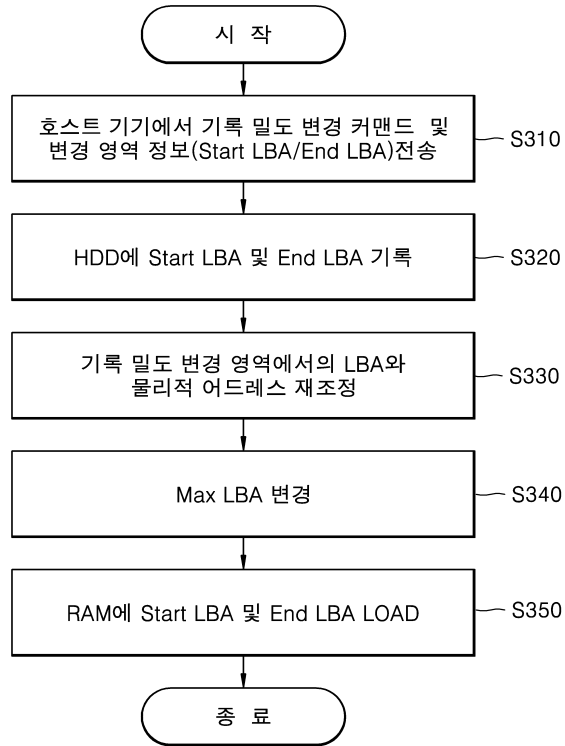 시 작
호스트 기기에서 기록 밀도 변경 커맨드 및
변경 영역 정보(Start LBA/End LBA)전송
S310
HDD에 Start LBA 및 End LBA 기록
S320
기록 밀도 변경 영역에서의 LBA와
물리적 어드레스 재조정
S330
Max LBA 변경
S340
RAM에 Start LBA 및 End LBA LOAD
S350
종 료